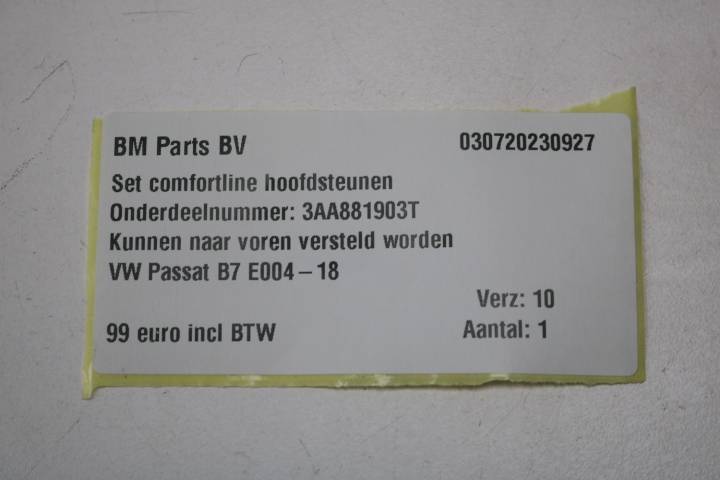 BM Parts BV 030720230927
Set comfortline hoofdsteunen
Onderdeelnummer: 3AA881903T
Kunnen naar voren versteld worden
VW Passat B7 E004-18
Verz: 10
99 euro incl BTW Aantal: 1